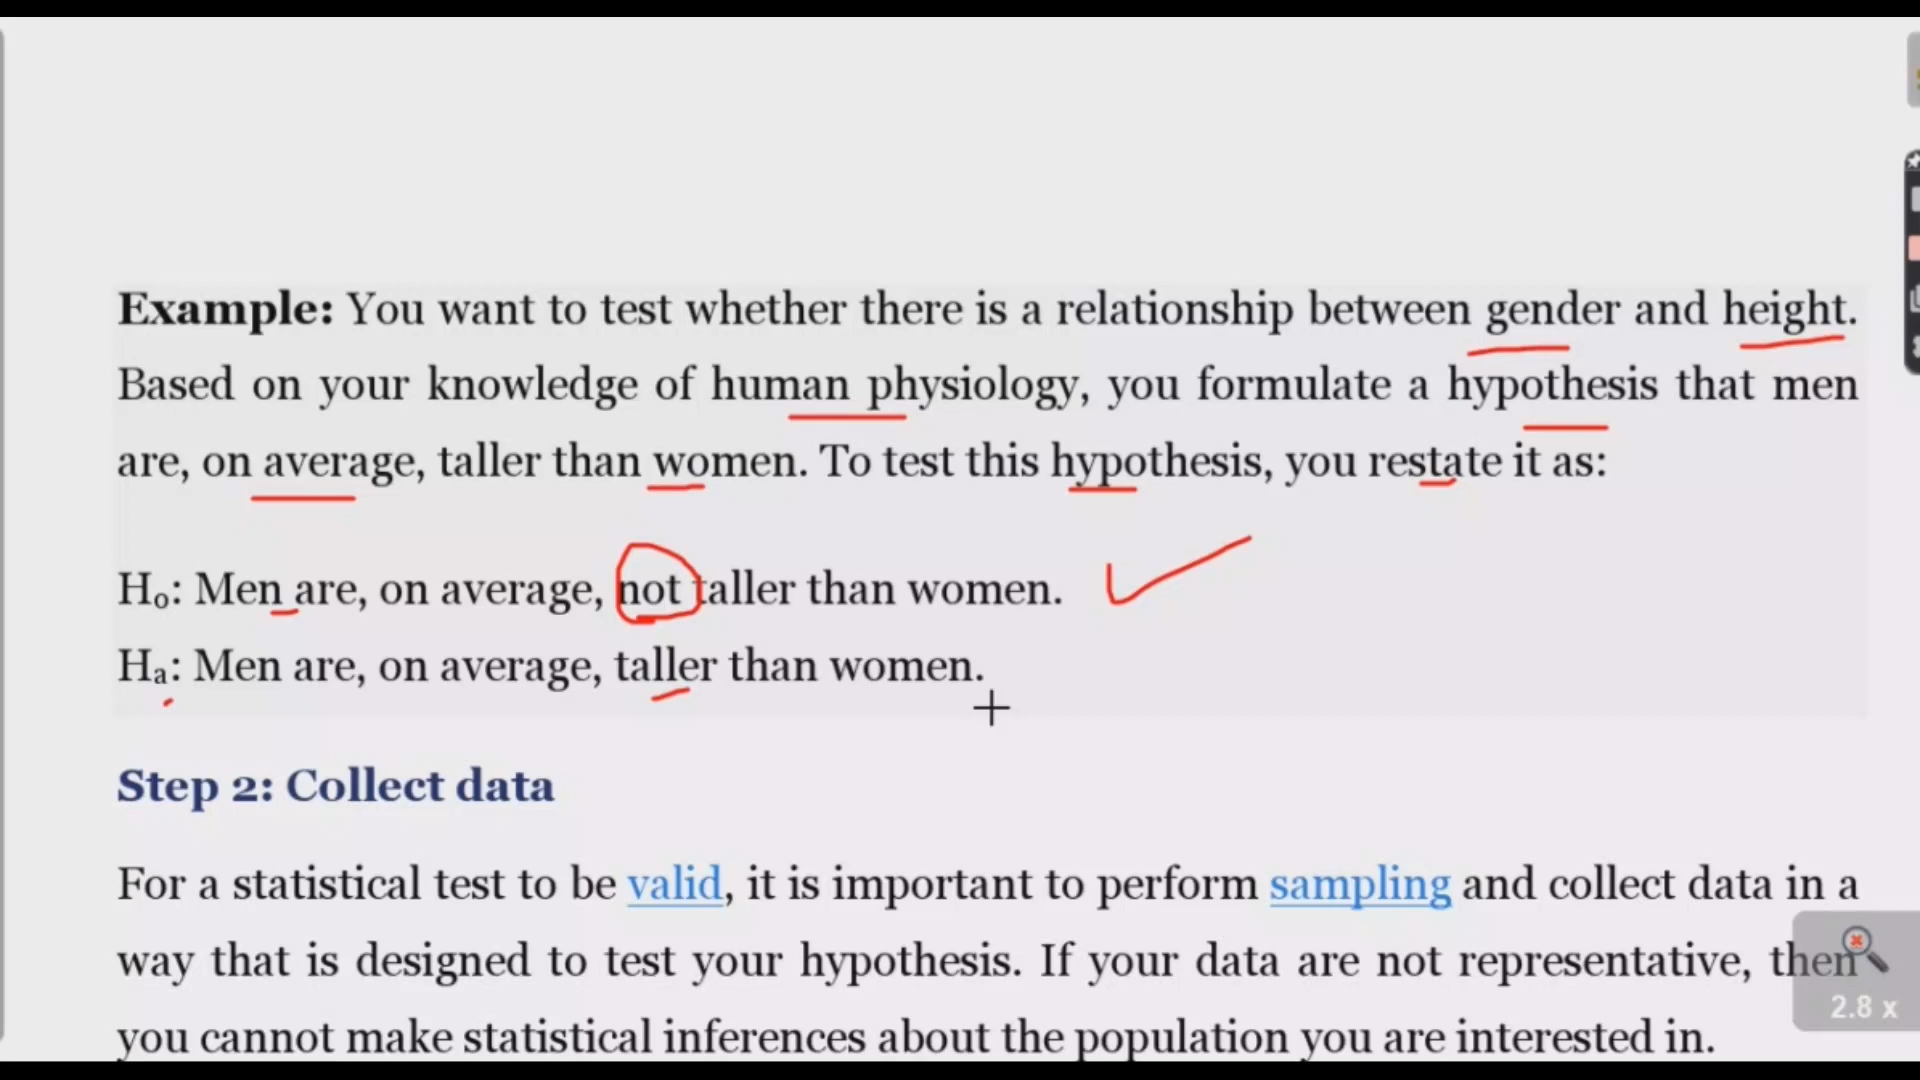 Example: You want to test whether there is a relationship between gender and height.
Based on your knowledge of human physiology, you formulate a hypothesis that men
are, on average, taller than women. To test this hypothesis, you restate it as:
H₀: Men are, on average, not taller than women.
Hₐ: Men are, on average, taller than women.
Step 2: Collect data
For a statistical test to be valid, it is important to perform sampling and collect data in a
way that is designed to test your hypothesis. If your data are not representative, then
you cannot make statistical inferences about the population you are interested in.
2.8 x